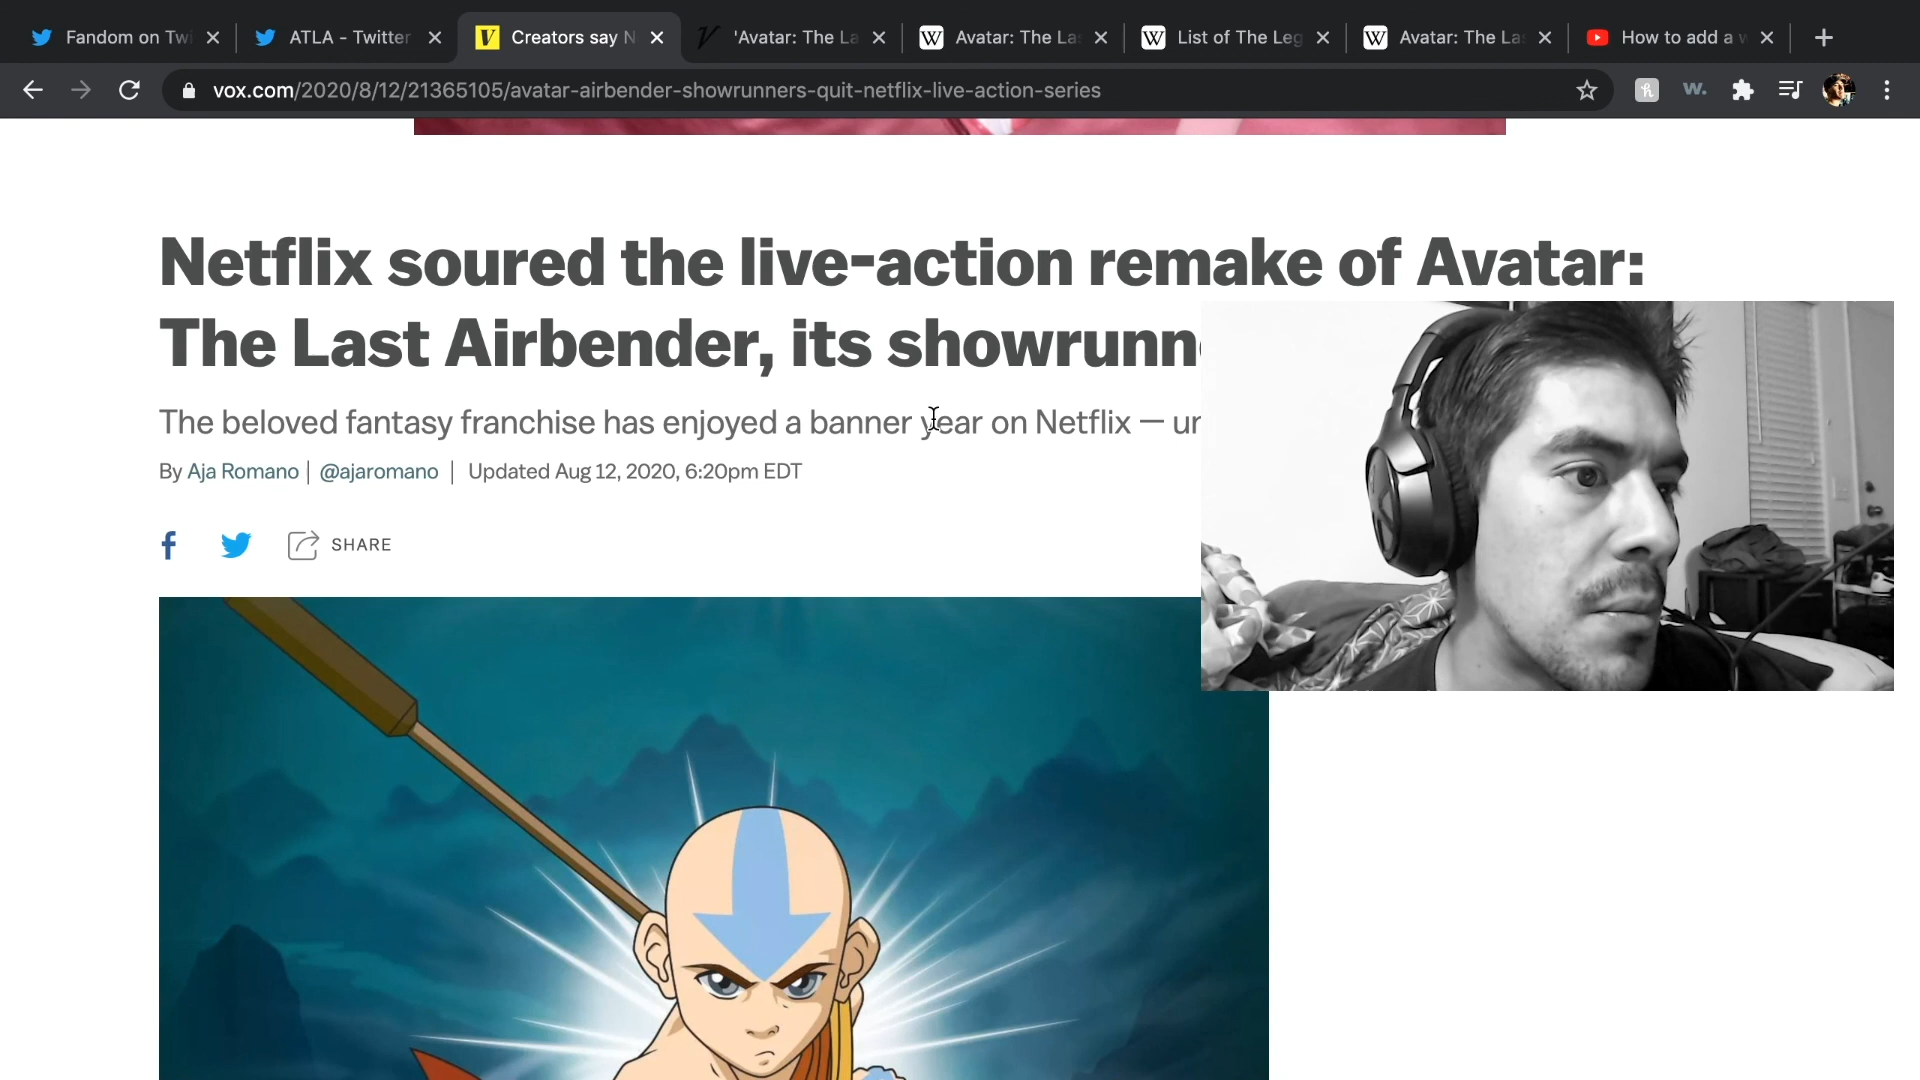 Fandom on Twi
ATLA - Twitter
Creators say N
'Avatar: The La
Avatar: The La
List of The Leg
Avatar: The La
How to add a
vox.com/2020/8/12/21365105/avatar-airbender-showrunners-quit-netflix-live-action-series
w.
Netflix soured the live-action remake of Avatar:
The Last Airbender, its showrunn
The beloved fantasy franchise has enjoyed a banner year on Netflix —
By Aja Romano | @ajaromano | Updated Aug 12, 2020, 6:20pm EDT
SHARE